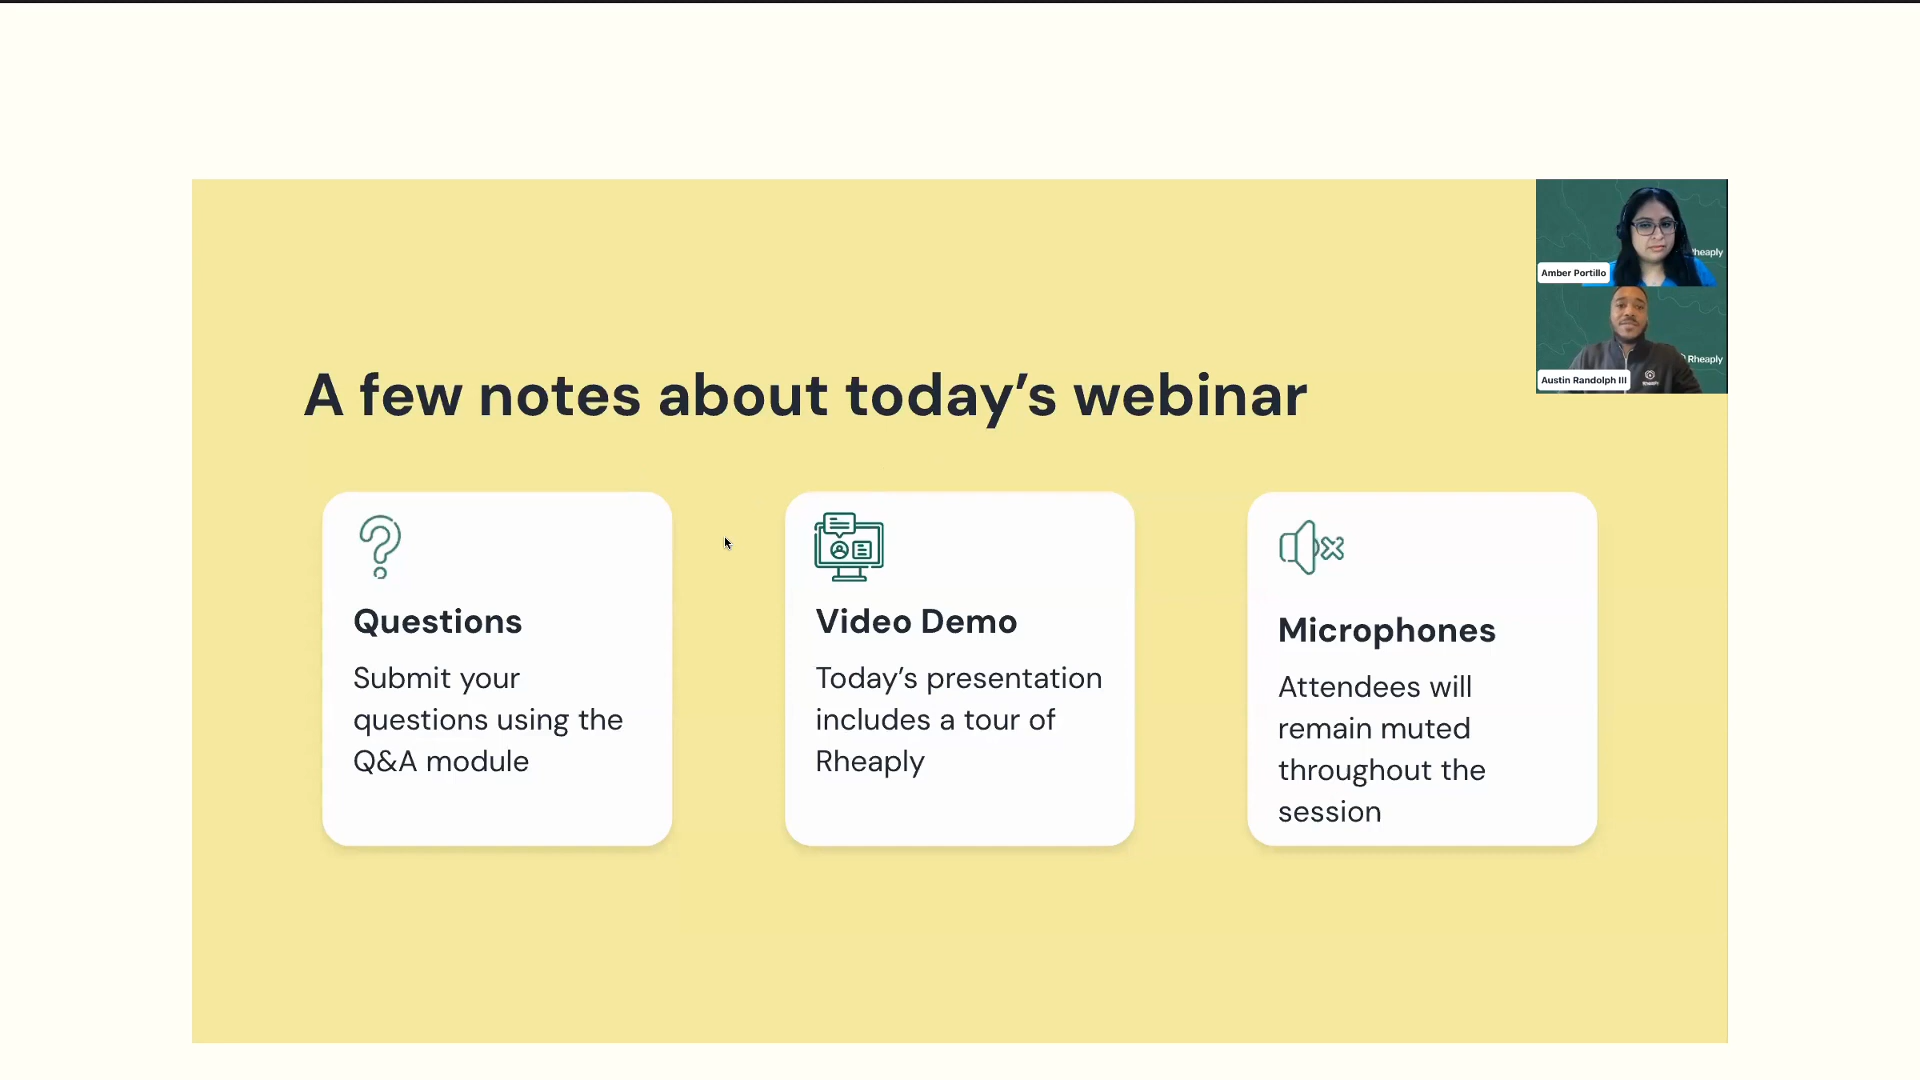 heaply
Amber Portillo
Rheaply
Austin Randolph III
A few notes about today’s webinar
Questions
Submit your
questions using the
Q&A module
Video Demo
Today’s presentation
includes a tour of
Rheaply
Microphones
Attendees will
remain muted
throughout the
session